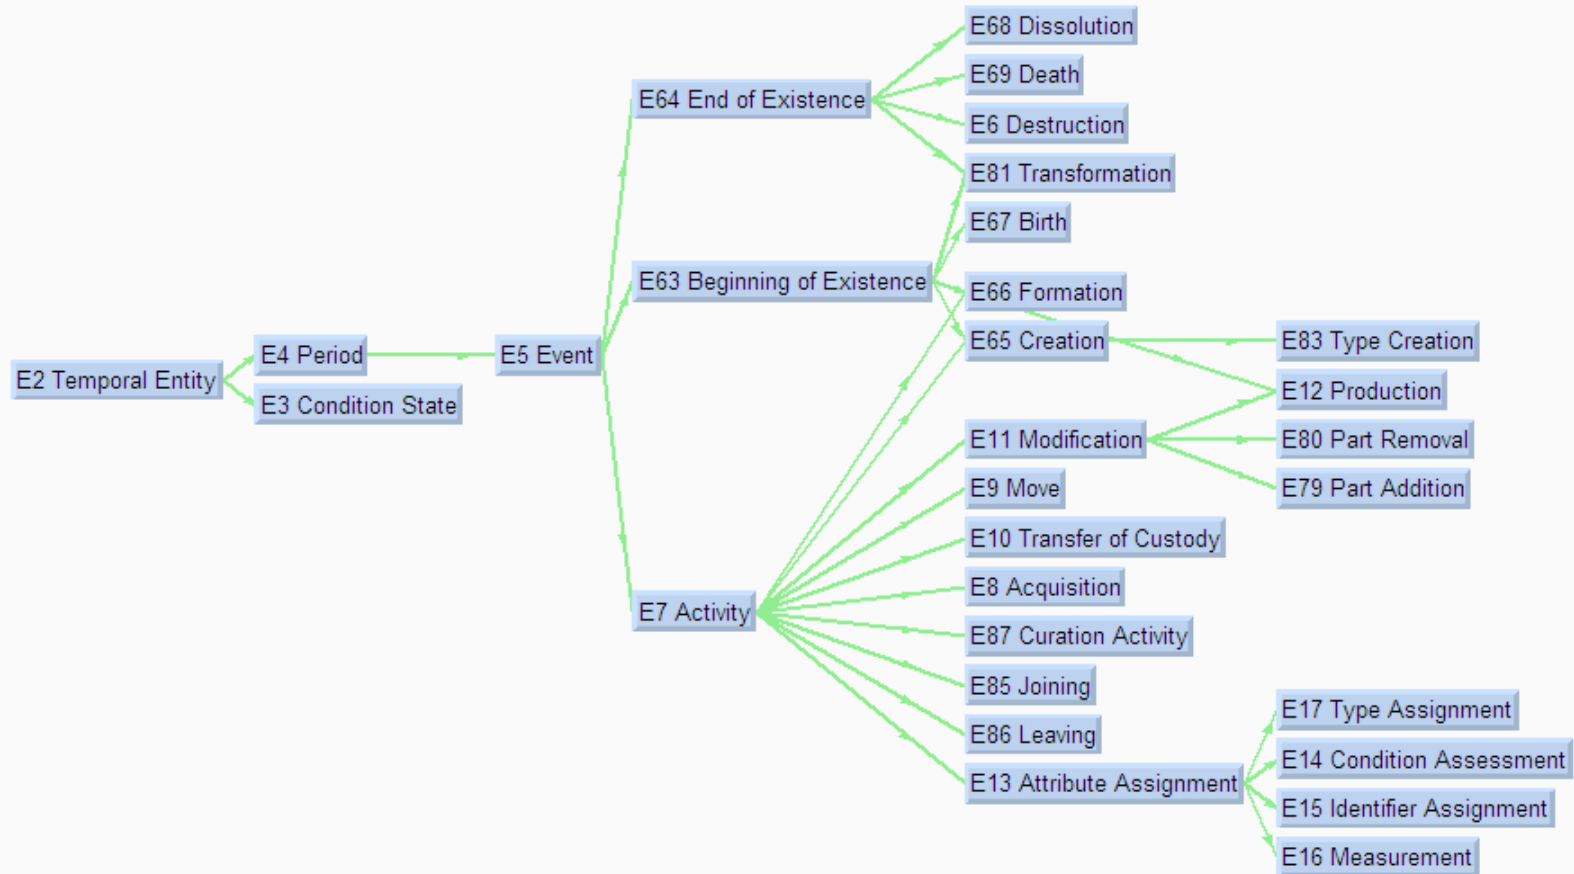 E68 Dissolution
E69 Death
E64 End of Existence
E6 Destruction
E81 Transformation
E67 Birth
E63 Beginning of Existence
E66 Formation
E65 Creation
E83 Type Creation
E4 Period
E5 Event
E2 Temporal Entity
E3 Condition State
E12 Production
E11 Modification
E80 Part Removal
E9 Move
E79 Part Addition
E10 Transfer of Custody
E8 Acquisition
E7 Activity
E87 Curation Activity
E85 Joining
E86 Leaving
E17 Type Assignment
E13 Attribute Assignment
E14 Condition Assessment
E15 Identifier Assignment
E16 Measurement